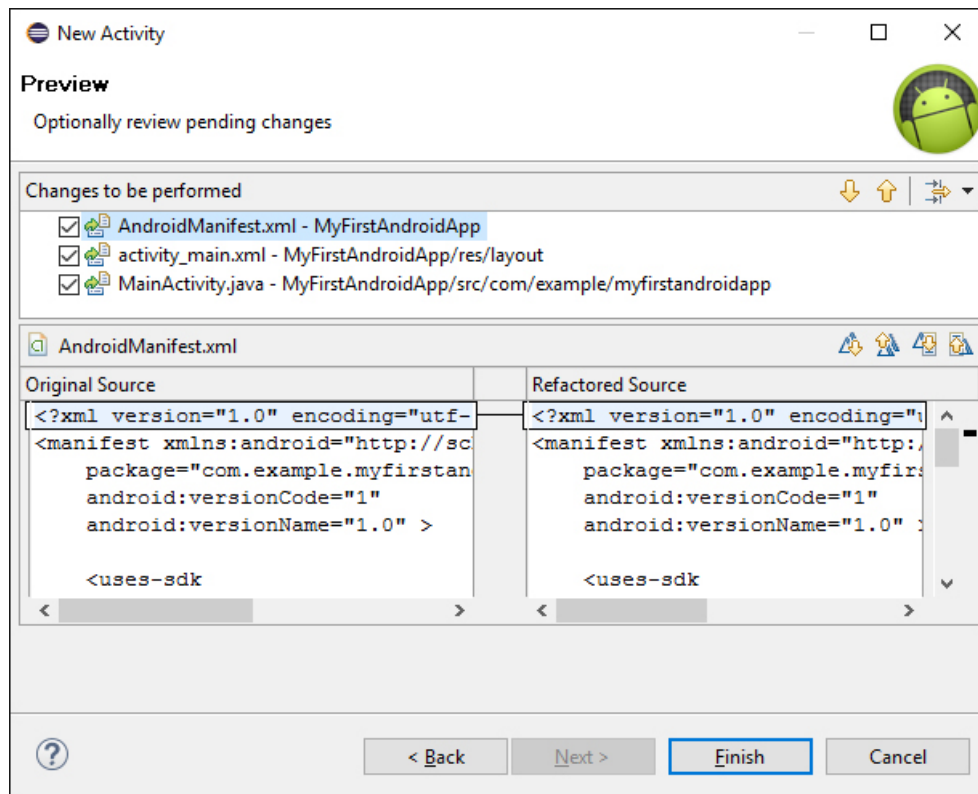 New Activity
Preview
Optionally review pending changes
Changes to be performed
AndroidManifest.xml - MyFirstAndroidApp
activity_main.xml - MyFirstAndroidApp/res/layout
MainActivity.java - MyFirstAndroidApp/src/com/example/myfirstandroidapp
AndroidManifest.xml
Original Source Refactored Source
<?xml version="1.0" encoding="utf- <?xml version="1.0" encoding="u
<manifest xmlns:android="http://sc <manifest xmlns:android="http:/
package="com.example.myfirstan package="com.example.myfirs
android:versionCode="1" android:versionCode="1"
android:versionName="1.0" > android:versionName="1.0" >
<uses-sdk <uses-sdk
< Back Next > Finish Cancel